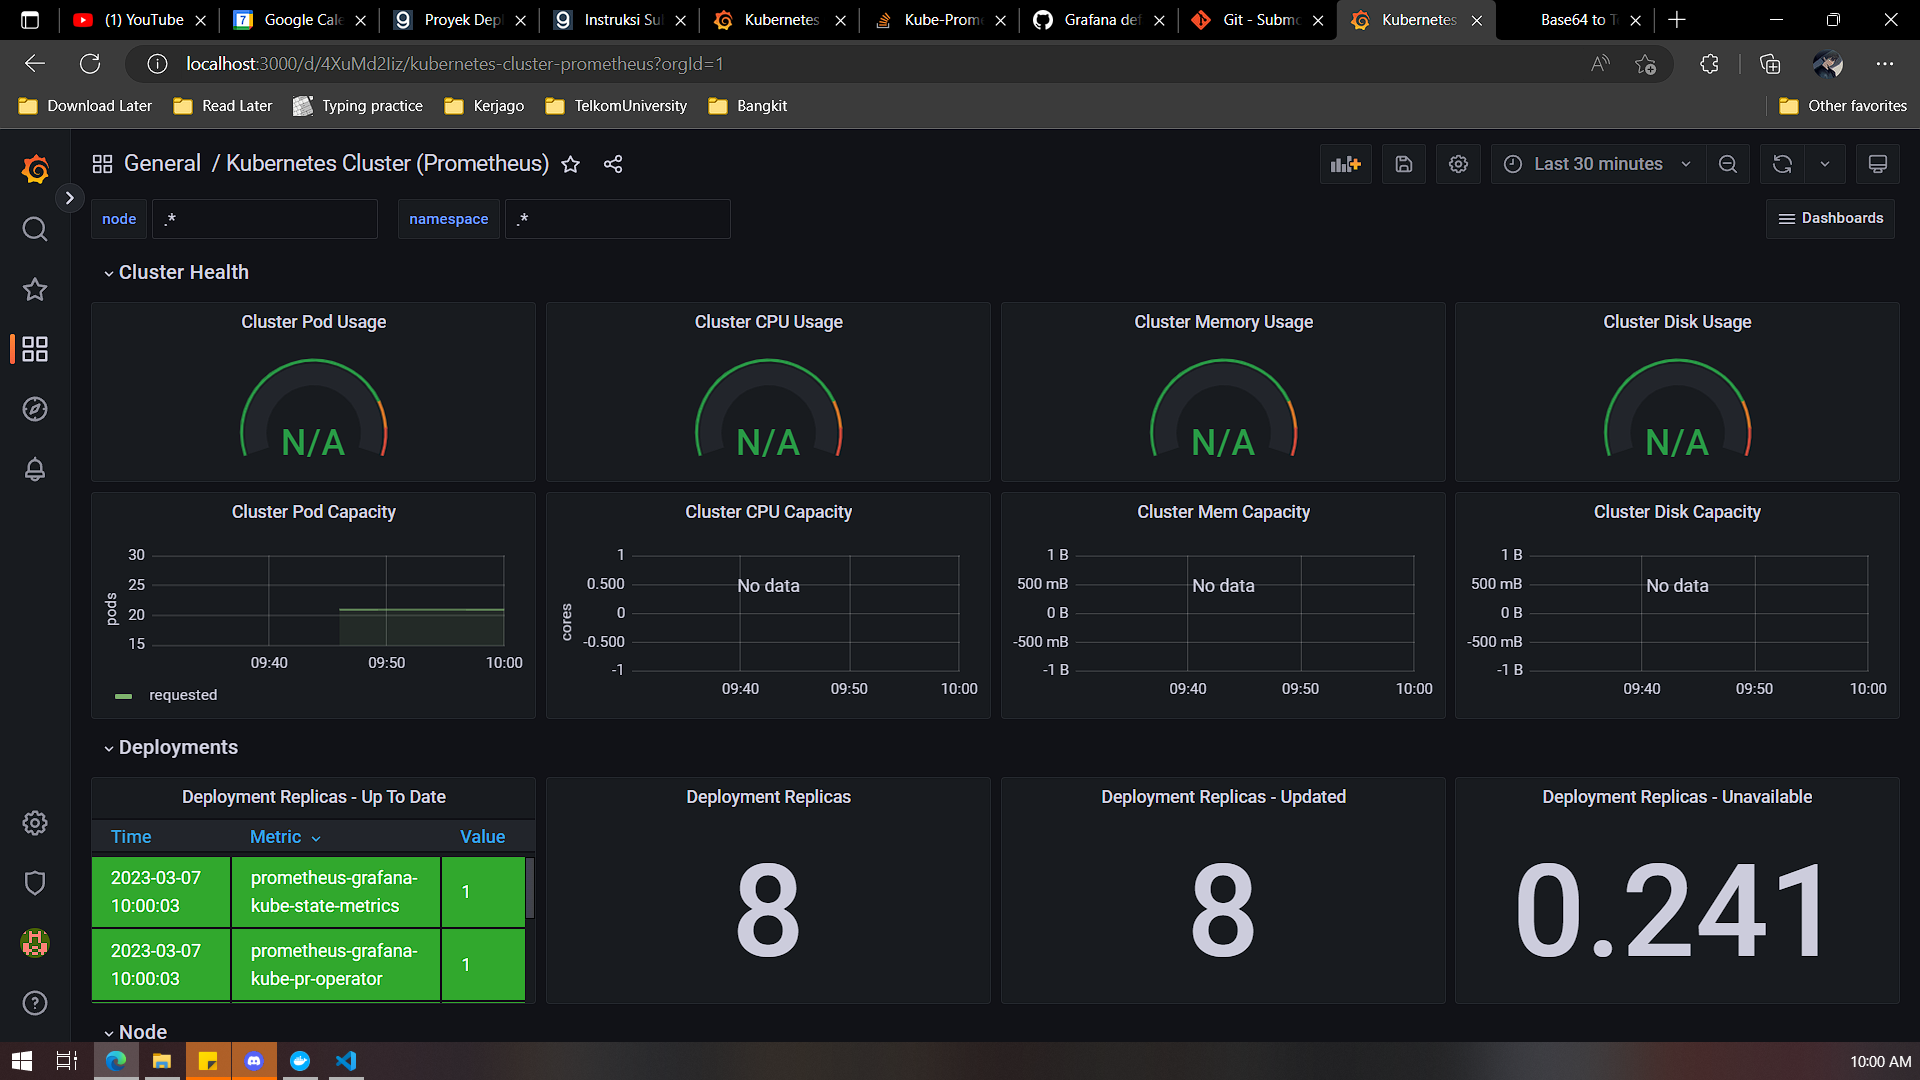 (1) YouTube
Google Cale
Proyek Depl
Instruksi Sul
Kubernetes
Kube-Prome
Grafana def
Git - Submo
Kubernetes
Base64 to T
localhost:3000/d/4XuMd2Iiz/kubernetes-cluster-prometheus?orgId=1
Download Later
Read Later
Typing practice
Kerjago
TelkomUniversity
Bangkit
Other favorites
General / Kubernetes Cluster (Prometheus)
Last 30 minutes
node
.*
namespace
.*
Dashboards
Cluster Health
Cluster Pod Usage
Cluster CPU Usage
Cluster Memory Usage
Cluster Disk Usage
N/A
N/A
N/A
N/A
Cluster Pod Capacity
pods
30
25
20
15
09:40
09:50
10:00
requested
Cluster CPU Capacity
cores
1
0.500
0
-0.500
-1
No data
09:40
09:50
10:00
Cluster Mem Capacity
1 B
500 mB
0 B
-500 mB
-1 B
No data
09:40
09:50
10:00
Cluster Disk Capacity
1 B
500 mB
0 B
-500 mB
-1 B
No data
09:40
09:50
10:00
Deployments
Deployment Replicas - Up To Date
Time
Metric
Value
2023-03-07
10:00:03
prometheus-grafana-
kube-state-metrics
1
2023-03-07
10:00:03
prometheus-grafana-
kube-pr-operator
1
Deployment Replicas
8
Deployment Replicas - Updated
8
Deployment Replicas - Unavailable
0.241
Node
10:00 AM